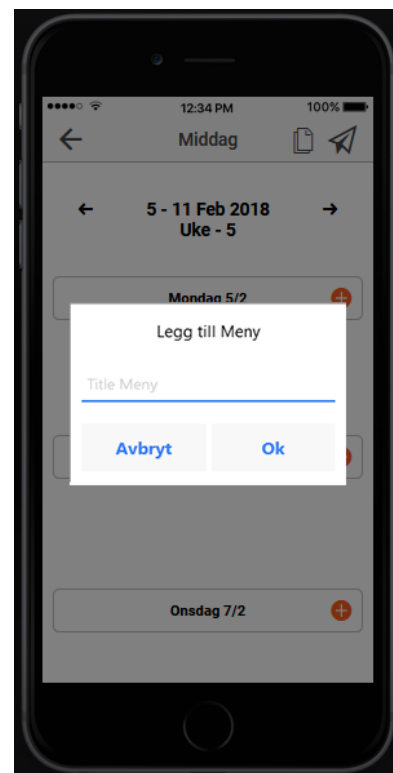 12:34 PM 100%
Middag
5 - 11 Feb 2018
Uke - 5
Mondag 5/2
Legg till Meny
Title Meny
Avbryt Ok
Onsdag 7/2